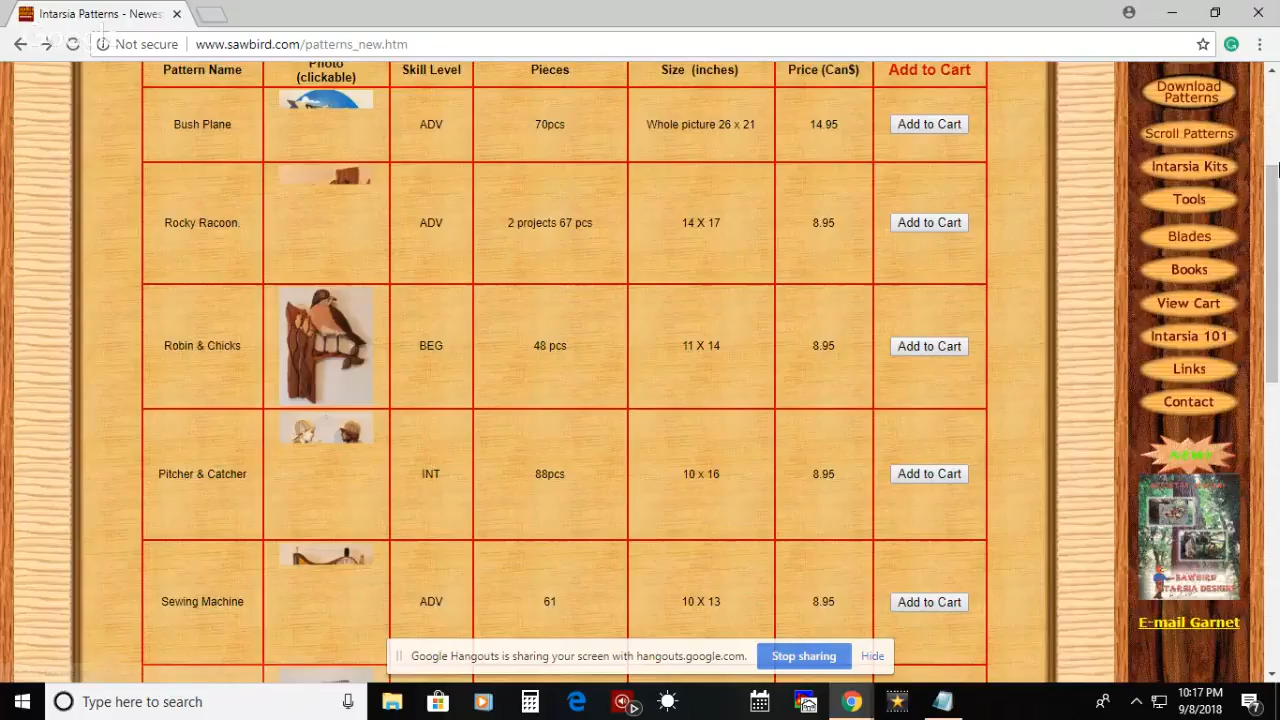 Intarsia Patterns - Newes
Not secure
www.sawbird.com/patterns_new.htm
Pattern Name
Photo
(clickable)
Skill Level
Pieces
Size (inches)
Price (Can$)
Add to Cart
Bush Plane
ADV
70pcs
Whole picture 26 x 21
14.95
Add to Cart
Rocky Racoon.
ADV
2 projects 67 pcs
14 X 17
8.95
Add to Cart
Robin & Chicks
BEG
48 pcs
11 X 14
8.95
Add to Cart
Pitcher & Catcher
INT
88pcs
10 x 16
8.95
Add to Cart
Sewing Machine
ADV
61
10 X 13
8.95
Add to Cart
Download
Patterns
Scroll Patterns
Intarsia Kits
Tools
Blades
Books
View Cart
Intarsia 101
Links
Contact
NEW!
SAWBIRD
INTARSIA DESIGNS
E-mail Garnet
Google Hangouts is sharing your screen with hangouts.google.com.
Stop sharing
Hide
Type here to search
10:17 PM
9/8/2018
7